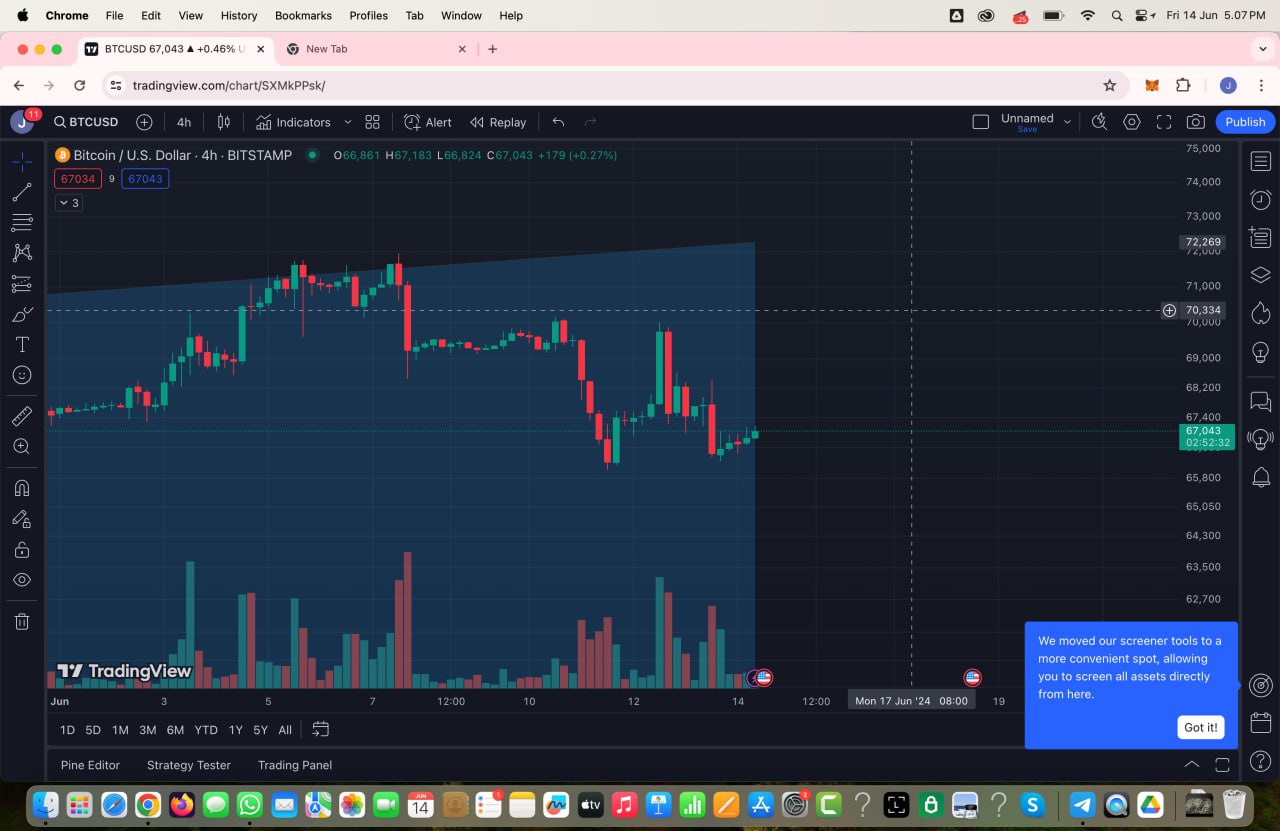 Chrome File Edit View History Bookmarks Profiles Tab Window Help 25 Fri 14 Jun 5.07 PM
BTCUSD 67,043 ▲ +0.46% U New Tab
tradingview.com/chart/SXMkPPsk/ J
J 11 BTCUSD 4h Indicators Alert Replay Unnamed Publish
Save
Bitcoin / U.S. Dollar · 4h · BITSTAMP O66,861 H67,183 L66,824 C67,043 +179 (+0.27%)
67034 9 67043
3
75,000
74,000
73,000
72,269
72,000
71,000
70,334
70,000
69,000
68,200
67,400
67,043
02:52:32
65,800
65,050
64,300
63,500
62,700
We moved our screener tools to a
more convenient spot, allowing
you to screen all assets directly
from here.
Got it!
TradingView
Jun 3 5 7 12:00 10 12 14 12:00 Mon 17 Jun '24 08:00 19
1D 5D 1M 3M 6M YTD 1Y 5Y All
Pine Editor Strategy Tester Trading Panel
JUN
14
1
tv
2